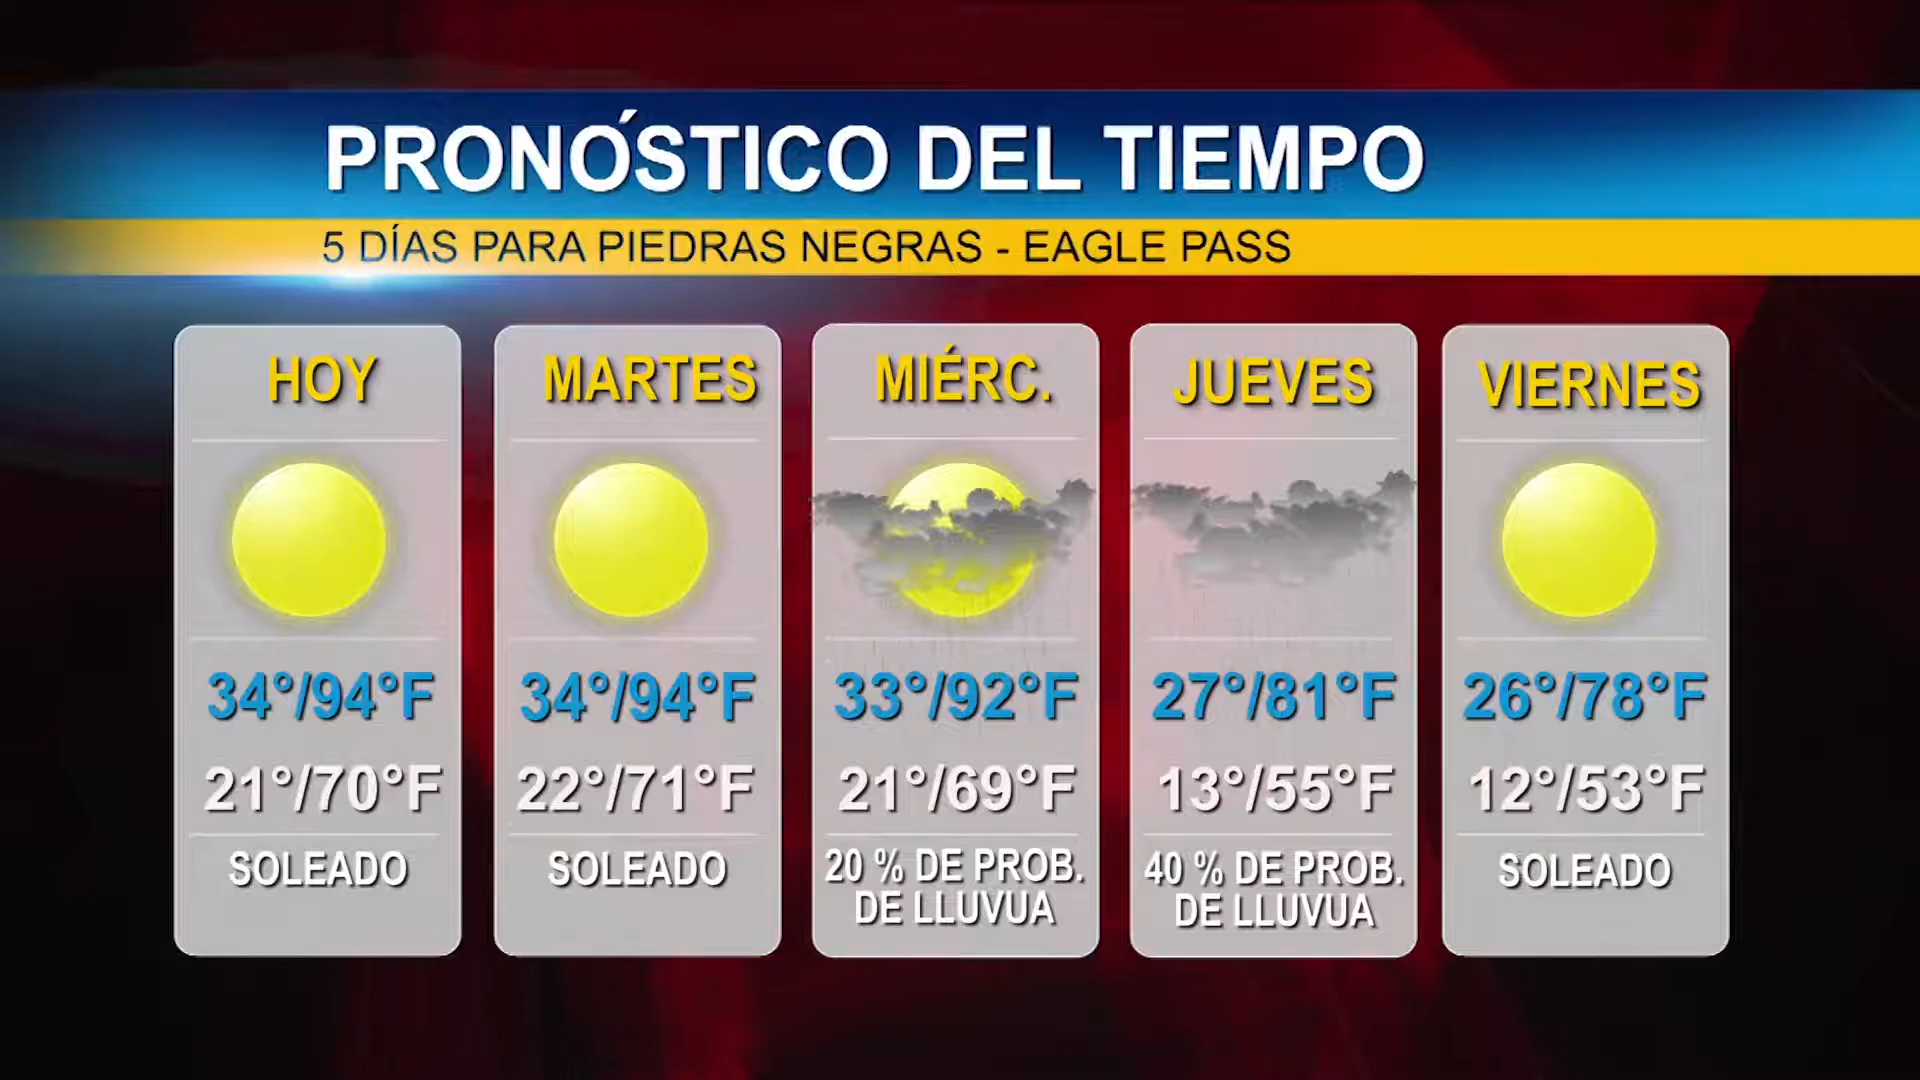 PRONÓSTICO DEL TIEMPO
5 DÍAS PARA PIEDRAS NEGRAS - EAGLE PASS
HOY
34°/94°F
21°/70°F
SOLEADO
MARTES
34°/94°F
22°/71°F
SOLEADO
MIÉRC.
33°/92°F
21°/69°F
20 % DE PROB.
DE LLUVUA
JUEVES
27°/81°F
13°/55°F
40 % DE PROB.
DE LLUVUA
VIERNES
26°/78°F
12°/53°F
SOLEADO